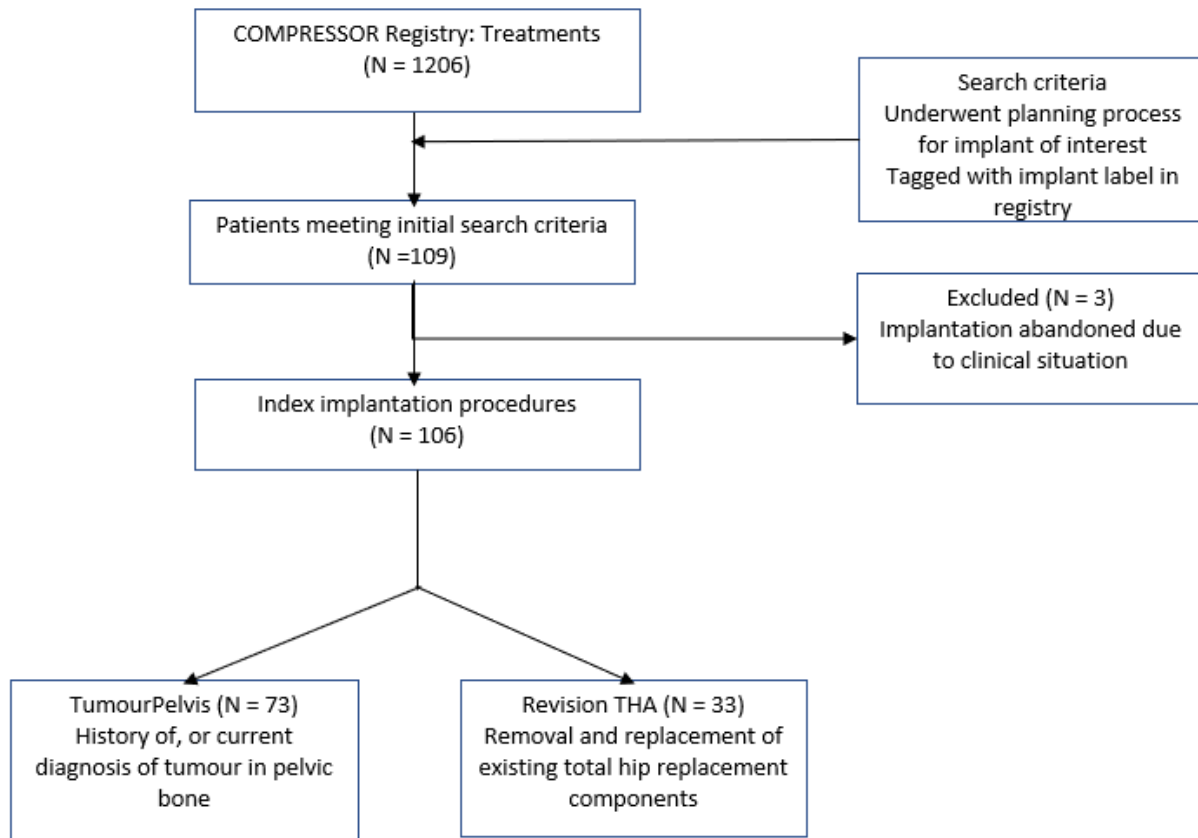 COMPRESSOR Registry: Treatments
(N = 1206)
Search criteria
Underwent planning process
for implant of interest
Tagged with implant label in
registry
Patients meeting initial search criteria
(N =109)
Excluded (N = 3)
Implantation abandoned due
to clinical situation
Index implantation procedures
(N = 106)
TumourPelvis (N = 73)
History of, or current
diagnosis of tumour in pelvic
bone
Revision THA (N = 33)
Removal and replacement of
existing total hip replacement
components